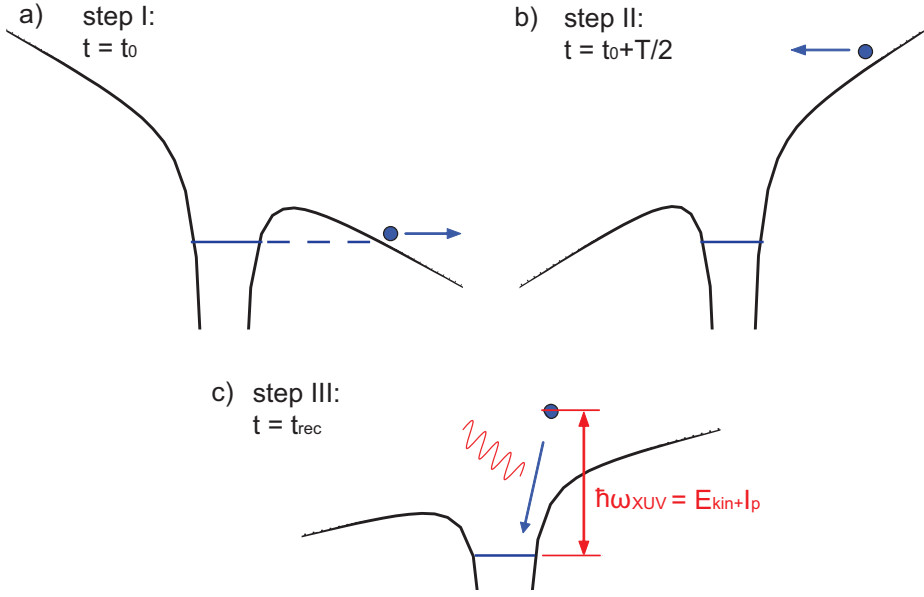 a) step I:
t = t0
b) step II:
t = t0+T/2
c) step III:
t = trec
ħωXUV = Ekin+Ip